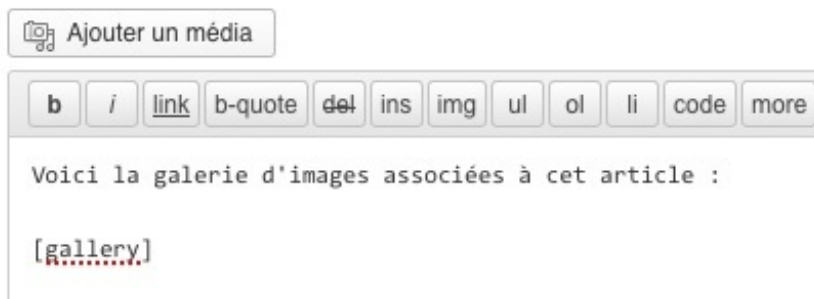 Ajouter un média
b i link b-quote del ins img ul ol li code more
Voici la galerie d'images associées à cet article :
[gallery]